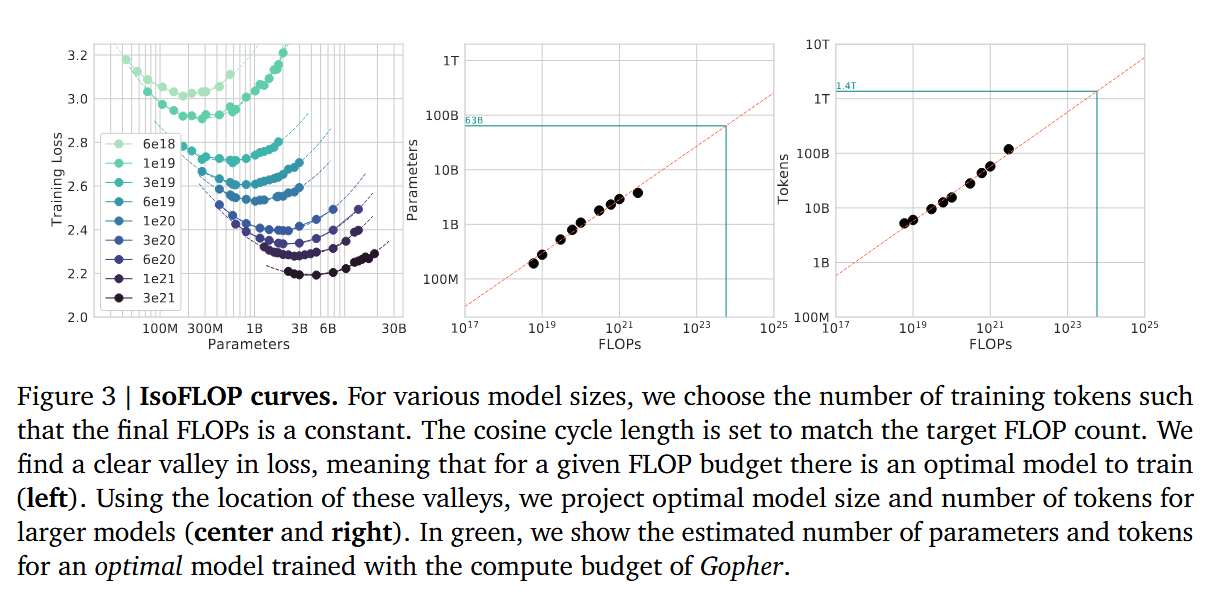 3.2
3.0
2.8
2.6
2.4
2.2
2.0
Training Loss
6e18
1e19
3e19
6e19
1e20
3e20
6e20
1e21
3e21
100M 300M 1B 3B 6B 30B
Parameters
1T
100B
10B
1B
100M
Parameters
63B
10^17 10^19 10^21 10^23 10^25
FLOPs
10T
1T
100B
10B
1B
100M
Tokens
1.4T
10^17 10^19 10^21 10^23 10^25
FLOPs
Figure 3 | IsoFLOP curves. For various model sizes, we choose the number of training tokens such
that the final FLOPs is a constant. The cosine cycle length is set to match the target FLOP count. We
find a clear valley in loss, meaning that for a given FLOP budget there is an optimal model to train
(left). Using the location of these valleys, we project optimal model size and number of tokens for
larger models (center and right). In green, we show the estimated number of parameters and tokens
for an optimal model trained with the compute budget of Gopher.